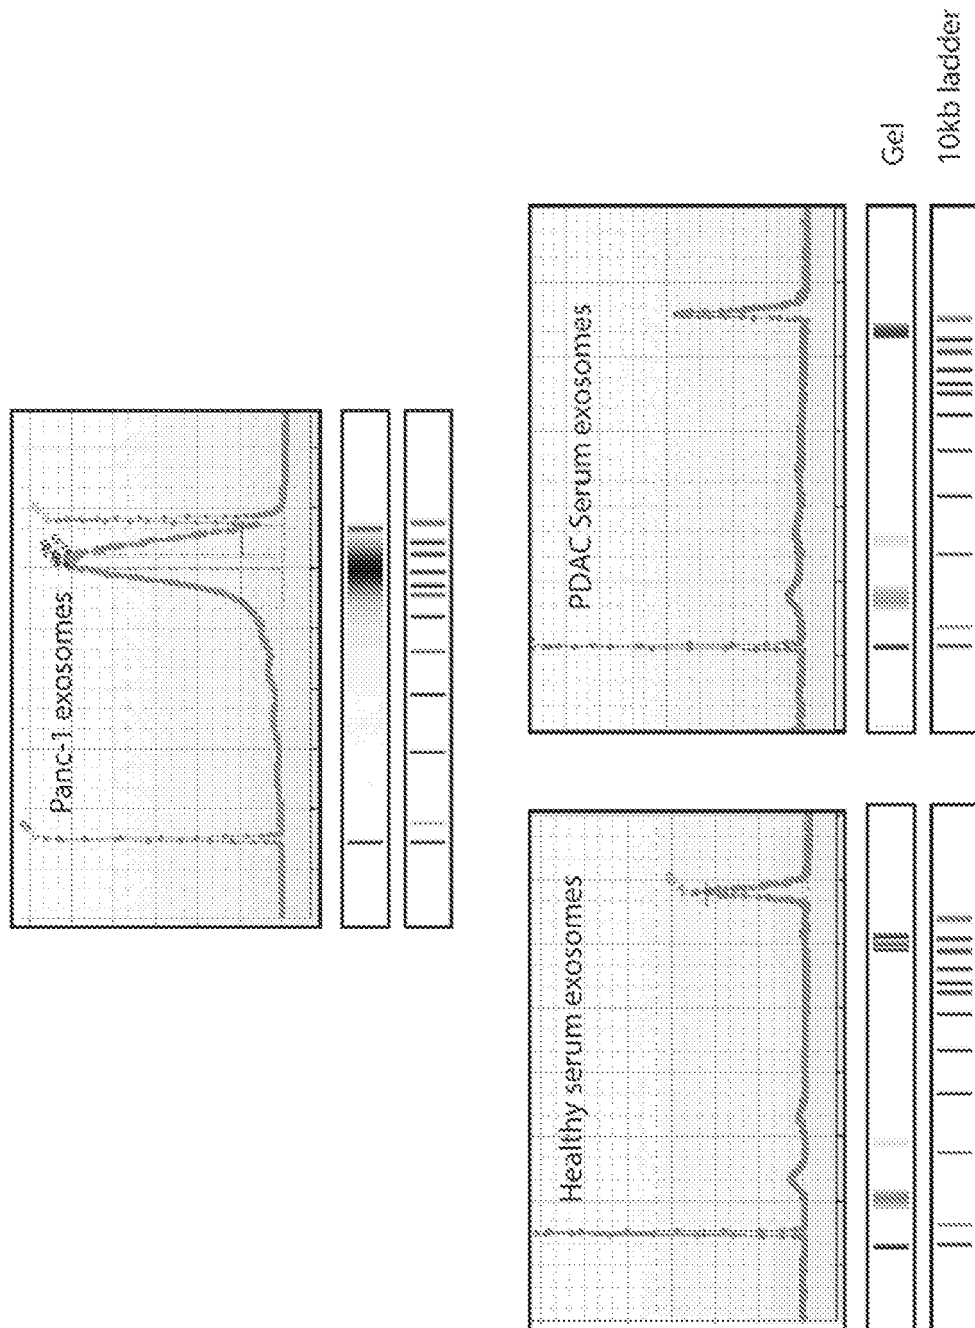 Panc-1 exosomes
Healthy serum exosomes
PDAC Serum exosomes
Gel
10kb ladder